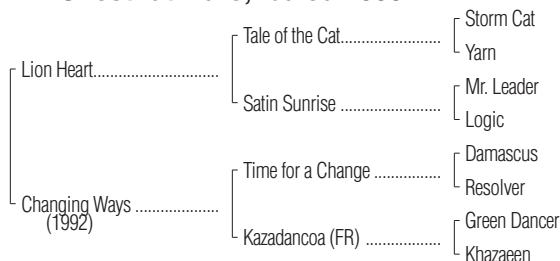 Storm Cat
Tale of the Cat
Yarn
Lion Heart
Mr. Leader
Satin Sunrise
Logic
Damascus
Time for a Change
Resolver
Changing Ways
(1992)
Green Dancer
Kazadancoa (FR)
Khazaeen